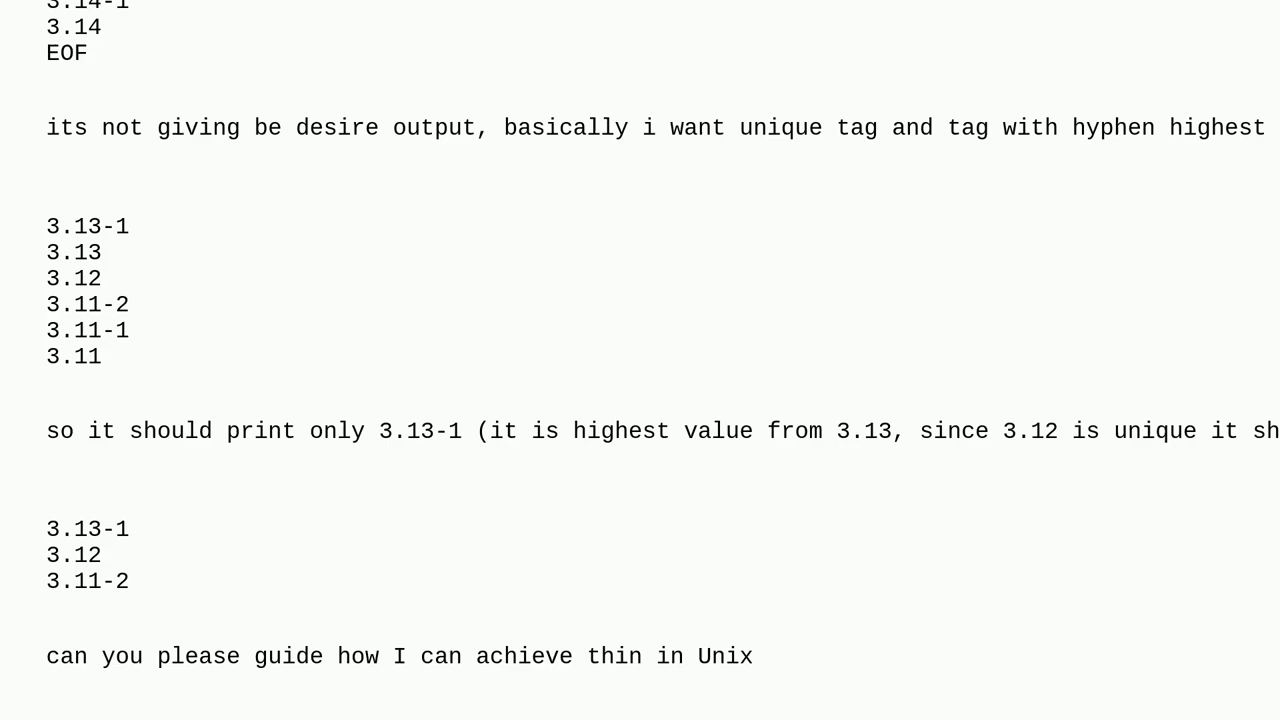 3.14-1
3.14
EOF
its not giving be desire output, basically i want unique tag and tag with hyphen highest
3.13-1
3.13
3.12
3.11-2
3.11-1
3.11
so it should print only 3.13-1 (it is highest value from 3.13, since 3.12 is unique it sh
3.13-1
3.12
3.11-2
can you please guide how I can achieve thin in Unix